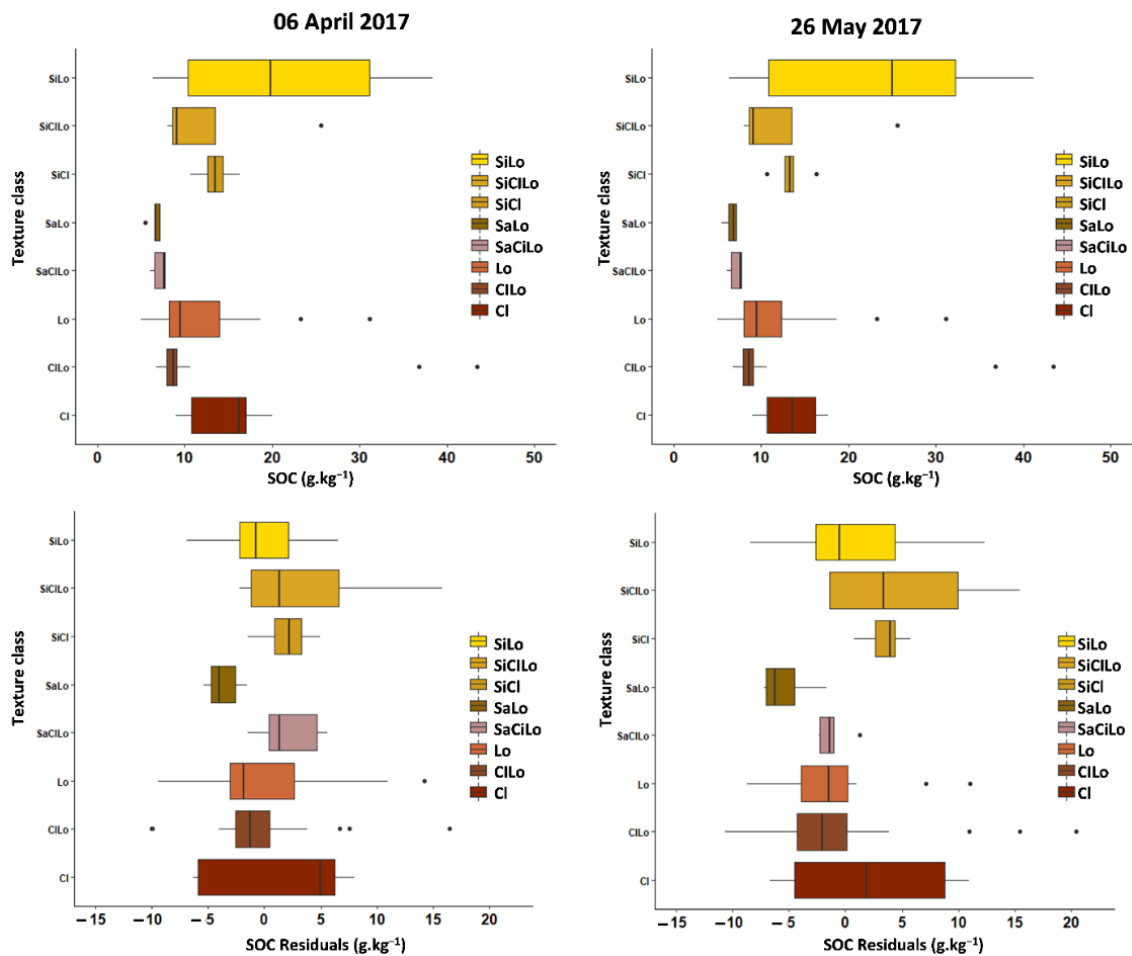 06 April 2017
26 May 2017
Texture class
SiLo
SiClLo
SiCl
SaLo
SaClLo
Lo
ClLo
Cl
SiLo
SiClLo
SiCl
SaLo
SaCiLo
Lo
ClLo
Cl
0 10 20 30 40 50
SOC (g.kg⁻¹)
Texture class
SiLo
SiClLo
SiCl
SaLo
SaClLo
Lo
ClLo
Cl
SiLo
SiClLo
SiCl
SaLo
SaCiLo
Lo
ClLo
Cl
0 10 20 30 40 50
SOC (g.kg⁻¹)
Texture class
SiLo
SiClLo
SiCl
SaLo
SaClLo
Lo
ClLo
Cl
SiLo
SiClLo
SiCl
SaLo
SaCiLo
Lo
ClLo
Cl
−15 −10 −5 0 5 10 15 20
SOC Residuals (g.kg⁻¹)
Texture class
SiLo
SiClLo
SiCl
SaLo
SaClLo
Lo
ClLo
Cl
SiLo
SiClLo
SiCl
SaLo
SaCiLo
Lo
ClLo
Cl
−15 −10 −5 0 5 10 15 20
SOC Residuals (g.kg⁻¹)